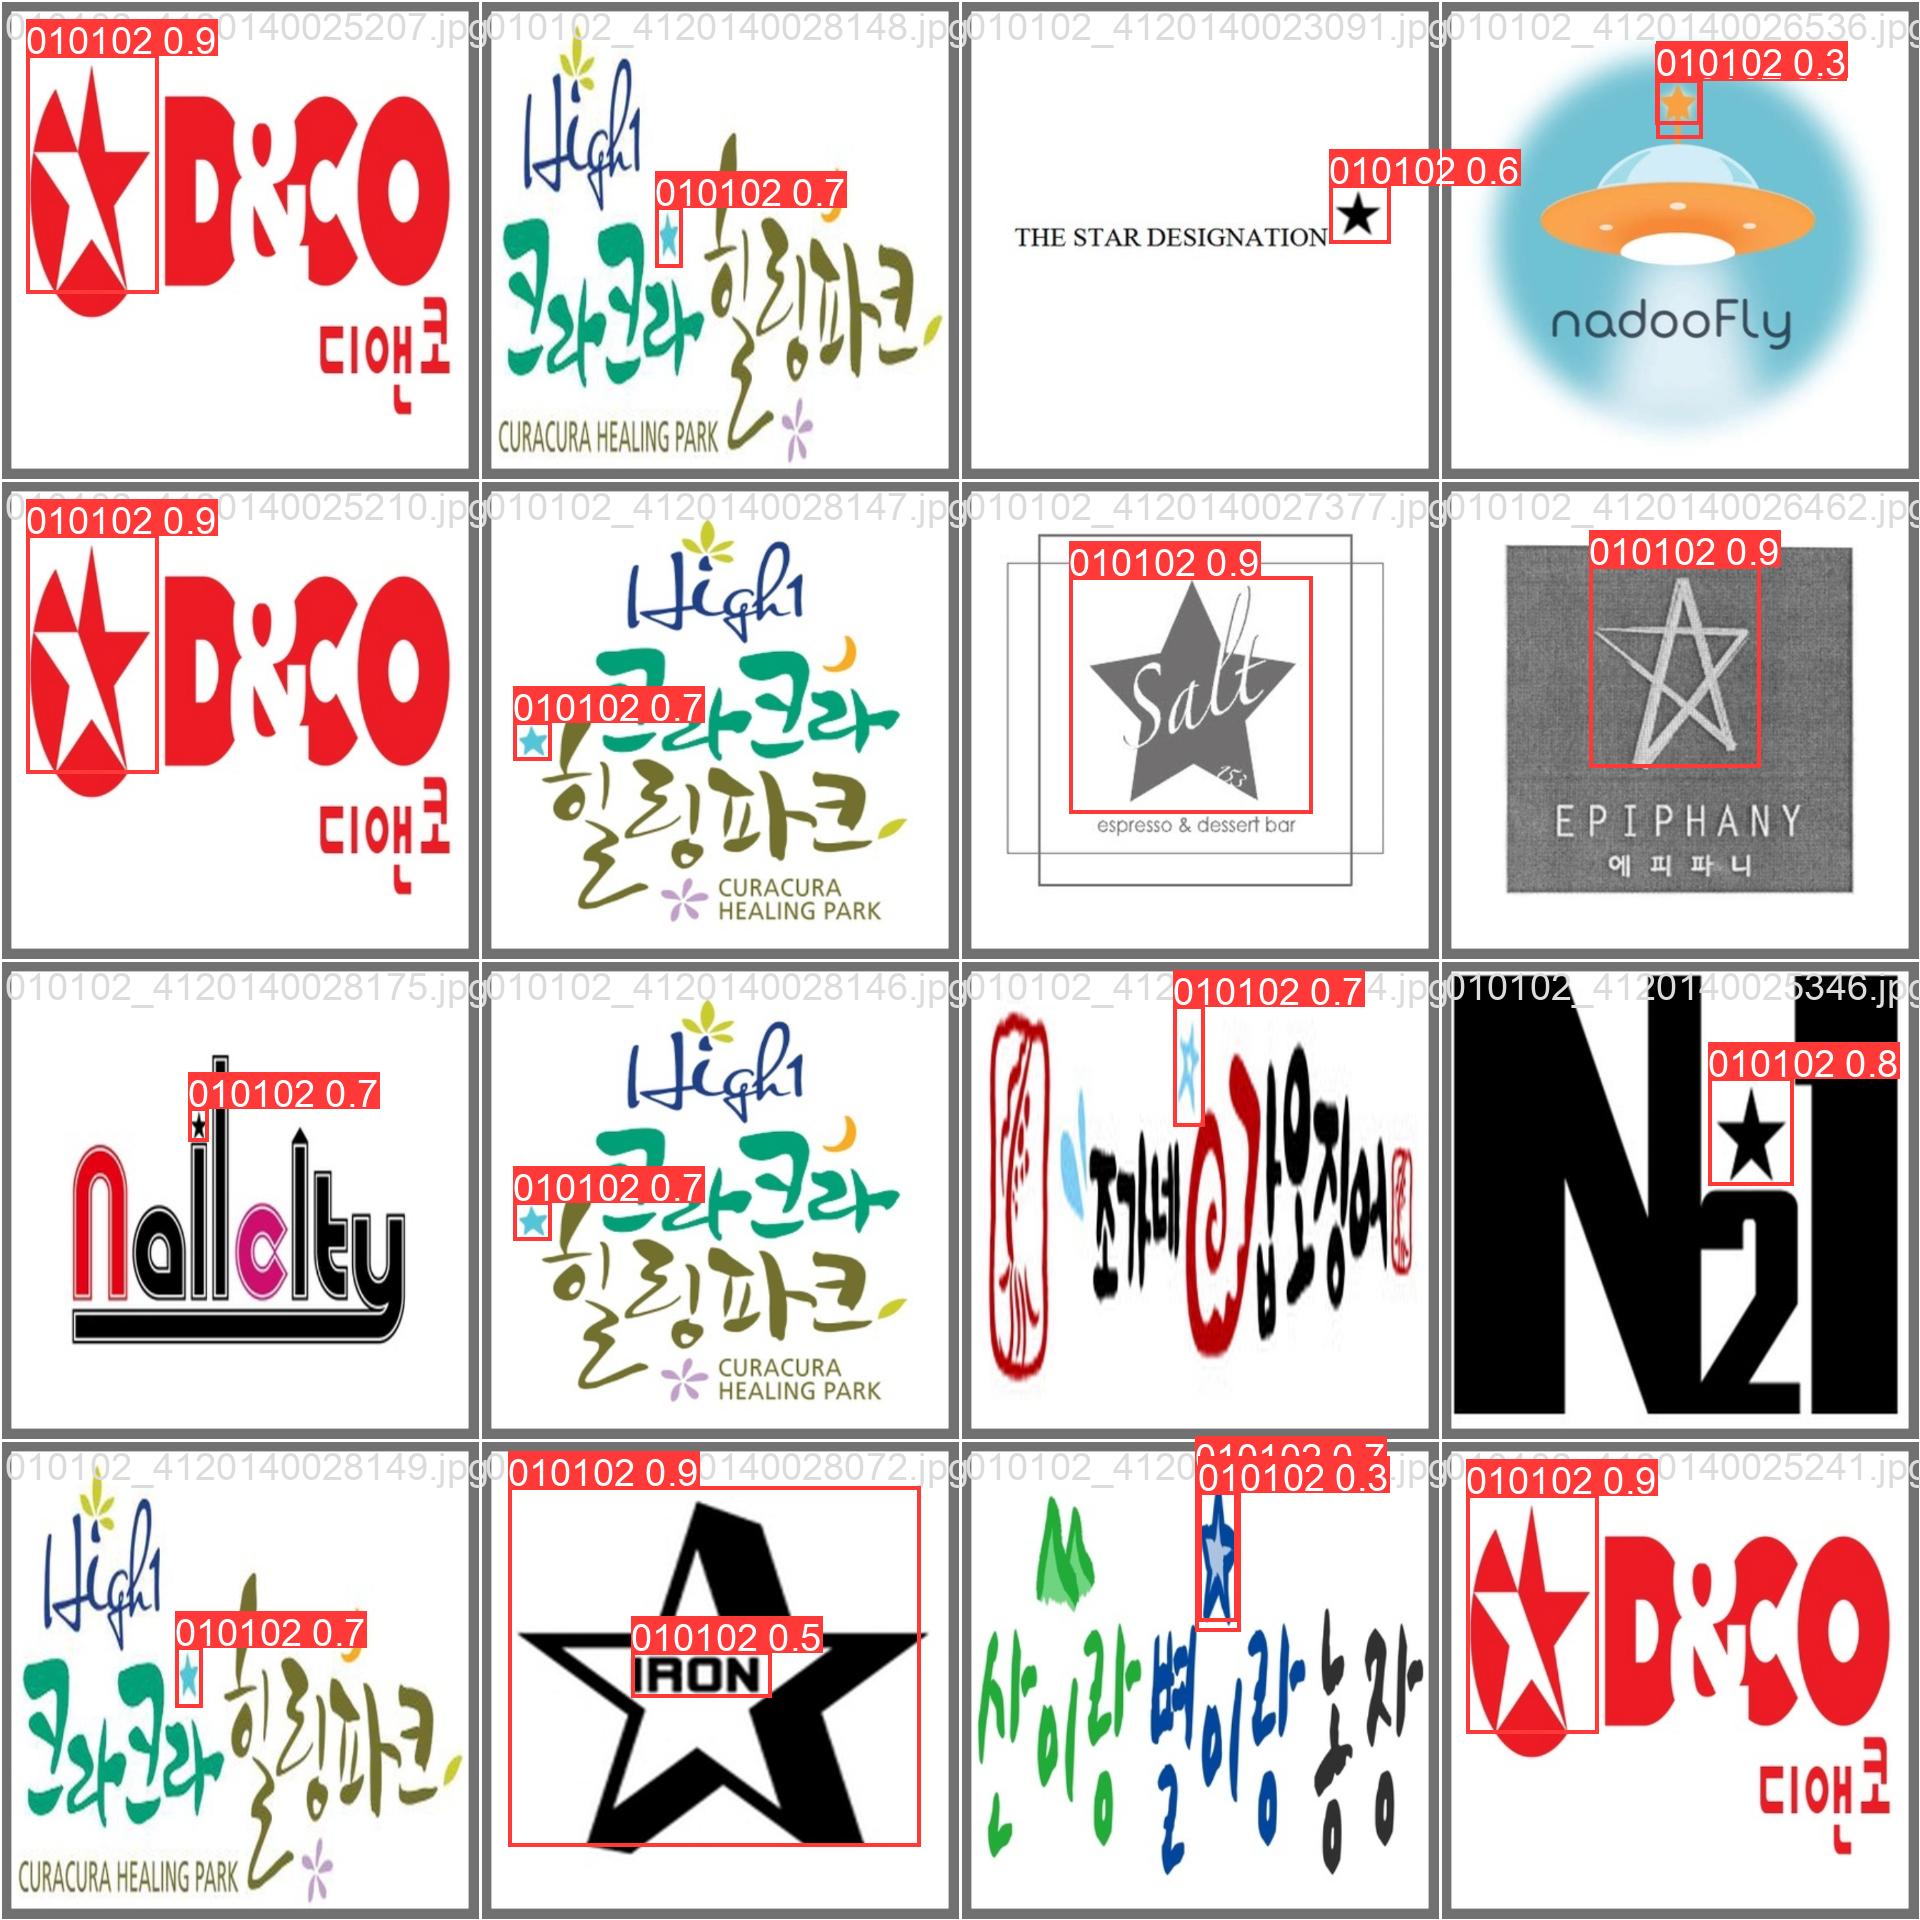 140025207.jpg
010102 0.9
D&CO
디앤코
010102_4120140028148.jpg
High1
010102 0.7
크라크라
힐링파크
CURACURA HEALING PARK
010102_4120140023091.jpg
010102 0.6
THE STAR DESIGNATION
010102_4120140026536.jpg
010102 0.3
nadooFly
140025210.jpg
010102 0.9
D&CO
디앤코
010102_4120140028147.jpg
High1
크라크라
010102 0.7
힐링파크
CURACURA
HEALING PARK
010102_4120140027377.jpg
010102 0.9
Salt
153
espresso & dessert bar
010102_4120140026462.jpg
010102 0.9
EPIPHANY
에피파니
010102_4120140028175.jpg
010102 0.7
nailcity
010102_4120140028146.jpg
High1
크라크라
010102 0.7
힐링파크
CURACURA
HEALING PARK
010102_412
4.jpg
010102 0.7
조가네
갑오징어
010102_4120140025346.jpg
010102 0.8
N21
010102_4120140028149.jpg
High1
010102 0.7
크라크라
힐링파크
CURACURA HEALING PARK
0140028072.jpg
010102 0.9
010102 0.5
IRON
010102_4120
.jpg
010102 0.7
010102 0.3
산이랑 별이랑 농장
140025241.jpg
010102 0.9
D&CO
디앤코